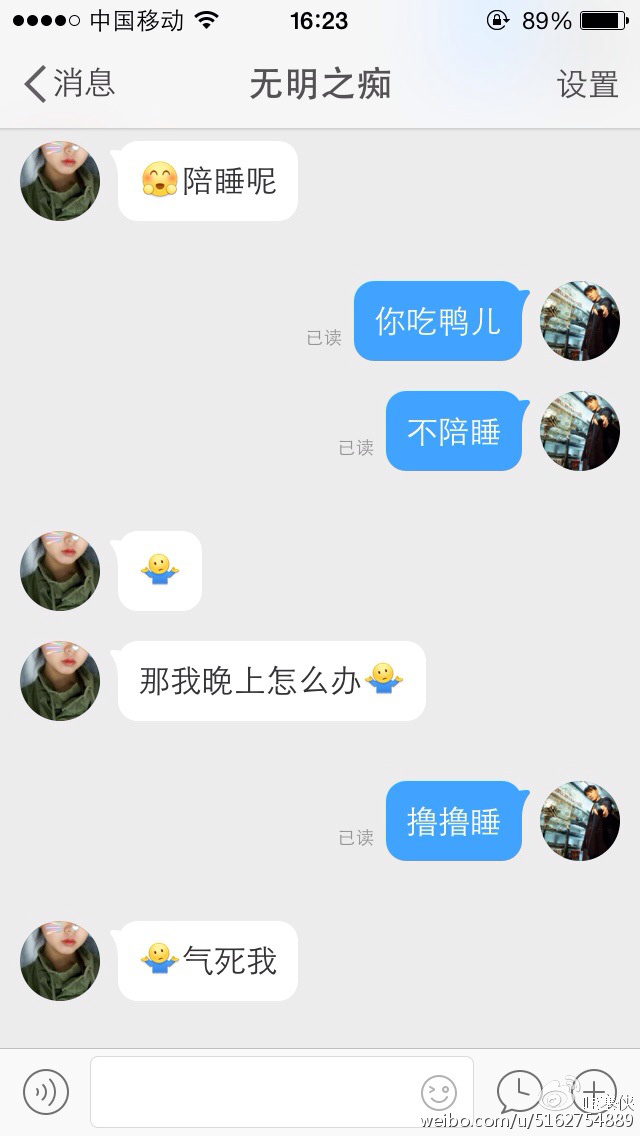 中国移动 16:23 89%
消息 无明之痴 设置
陪睡呢
你吃鸭儿
已读
不陪睡
已读
那我晚上怎么办
撸撸睡
已读
气死我
weibo.com/u/5162754889